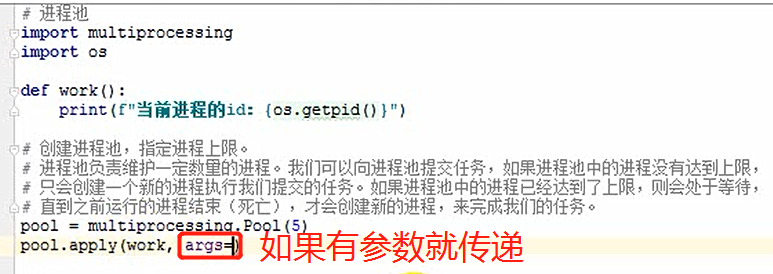 # 进程池
import multiprocessing
import os
def work():
print(f"当前进程的id: {os.getpid()}")
# 创建进程池，指定进程上限。
# 进程池负责维护一定数量的进程。我们可以向进程池提交任务，如果进程池中的进程没有达到上限，
# 只会创建一个新的进程执行我们提交的任务。如果进程池中的进程已经达到了上限，则会处于等待，
# 直到之前运行的进程结束（死亡），才会创建新的进程，来完成我们的任务。
pool = multiprocessing.Pool(5)
pool.apply(work, args=) 如果有参数就传递